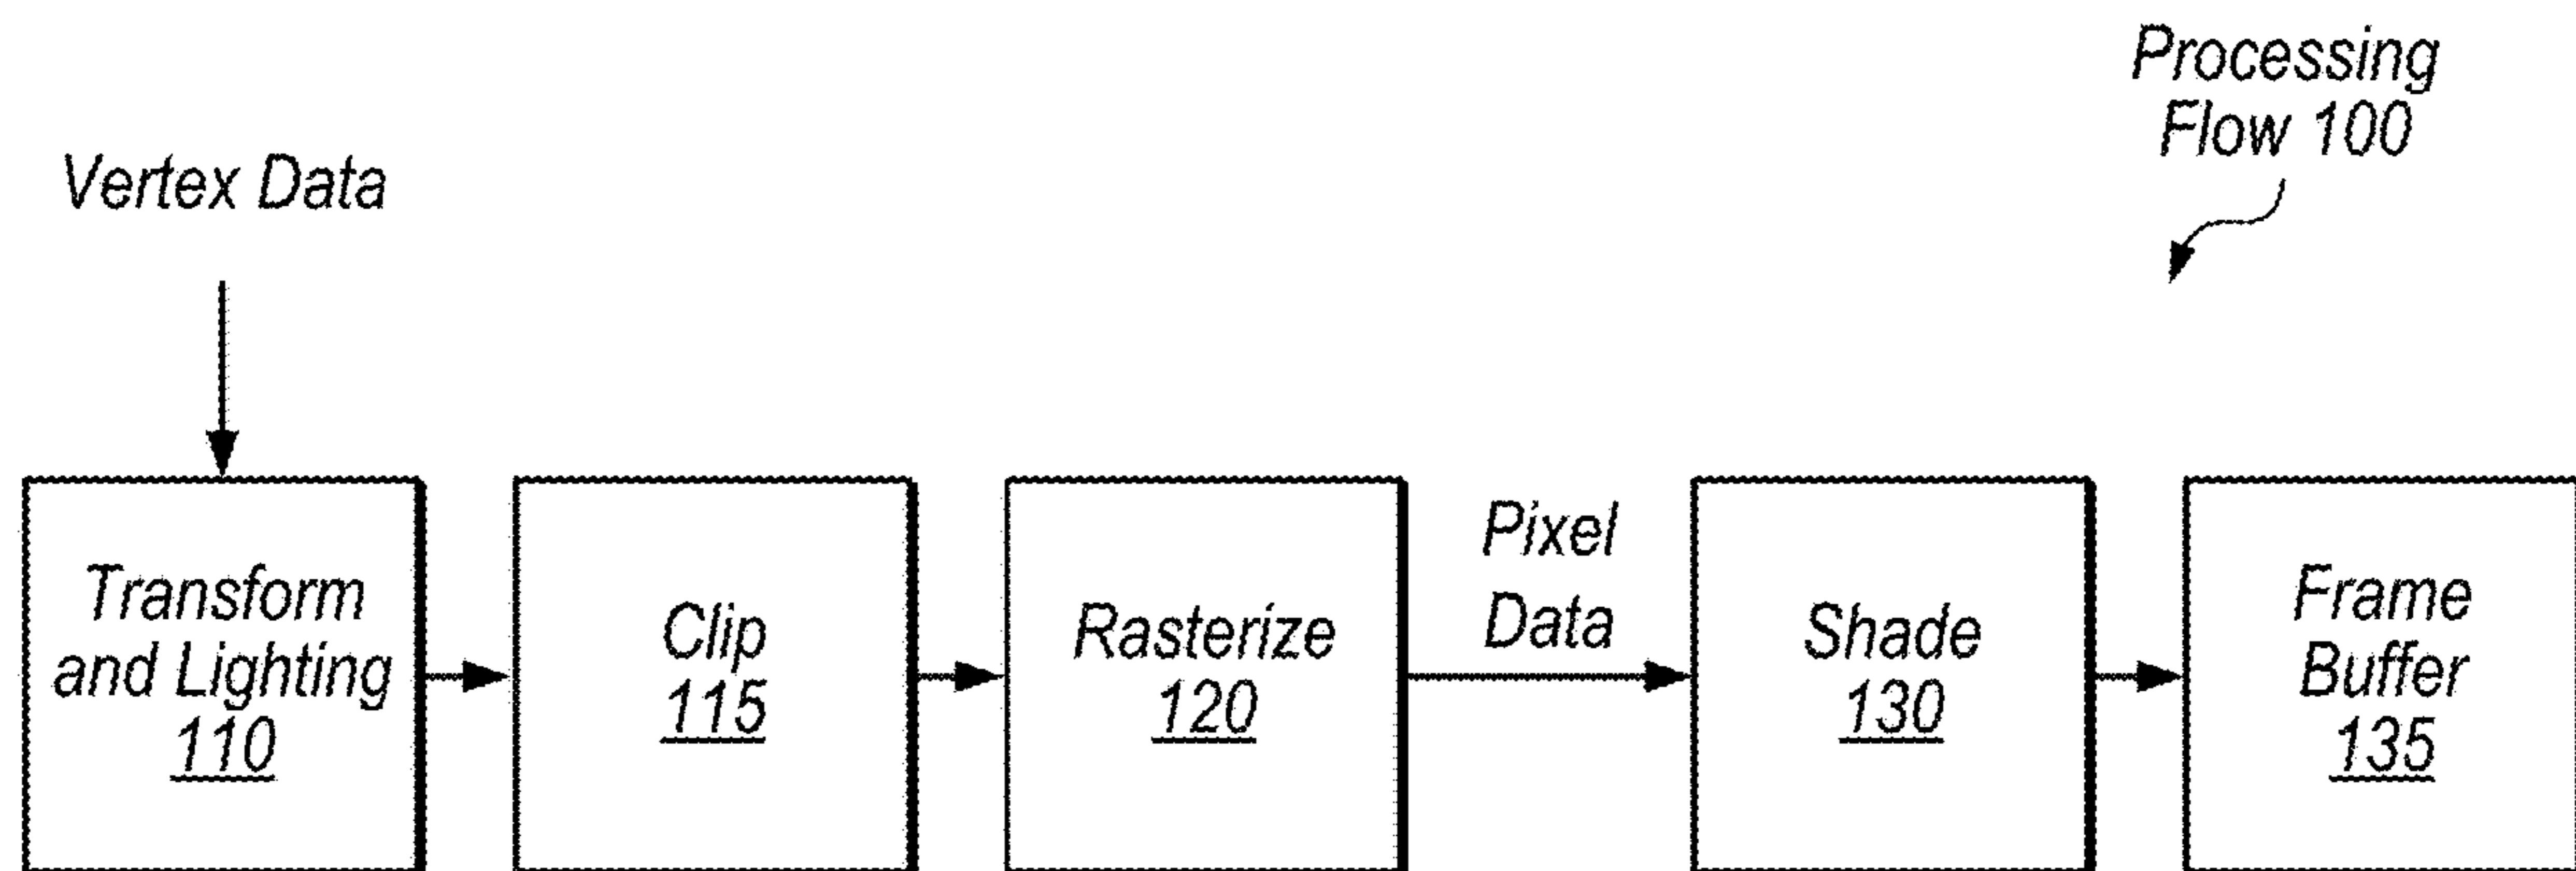 Processing
Flow 100
Vertex Data
Transform
and Lighting
110
Clip
115
Rasterize
120
Pixel
Data
Shade
130
Frame
Buffer
135